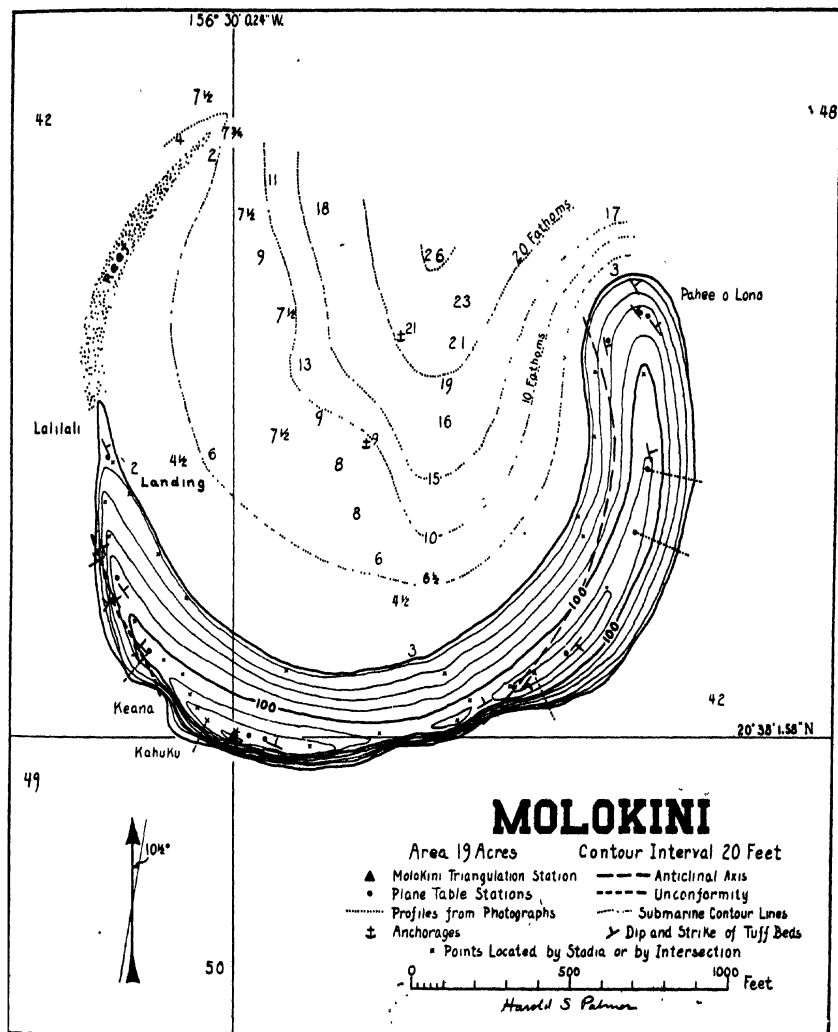 156° 30' 0.24" W.
7½
42
48
4
7¾
2
11
7½
18
17
9
20 Fathoms
26
3
Reef
23
Pahee o Lono
7½
21
21
13
19
10 Fathoms
9
16
Lalilali
7½
9
6
4½
2
8
15
Landing
8
10
6
6½
4½
100
3
100
100
42
Keana
20° 38' 1.58" N
Kahuku
49
MOLOKINI
10½°
Area 19 Acres
Contour Interval 20 Feet
Molokini Triangulation Station
Anticlinal Axis
Plane Table Stations
Unconformity
Profiles from Photographs
Submarine Contour Lines
Anchorages
Dip and Strike of Tuff Beds
Points Located by Stadia or by Intersection
50
0 500 1000
Feet
Harold S Palmer